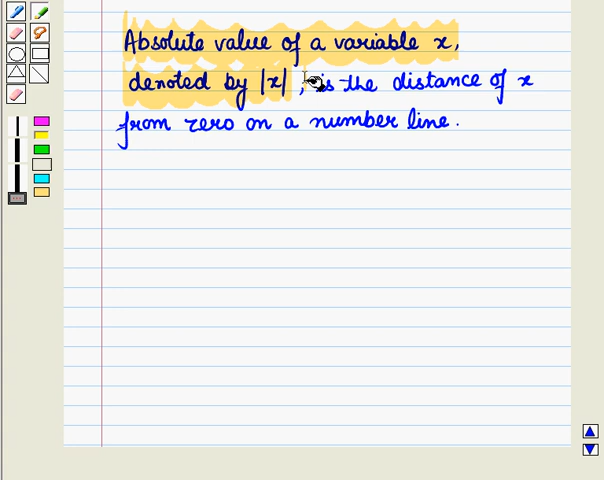 Absolute value of a variable x,
denoted by |x| , is the distance of x
from zero on a number line.